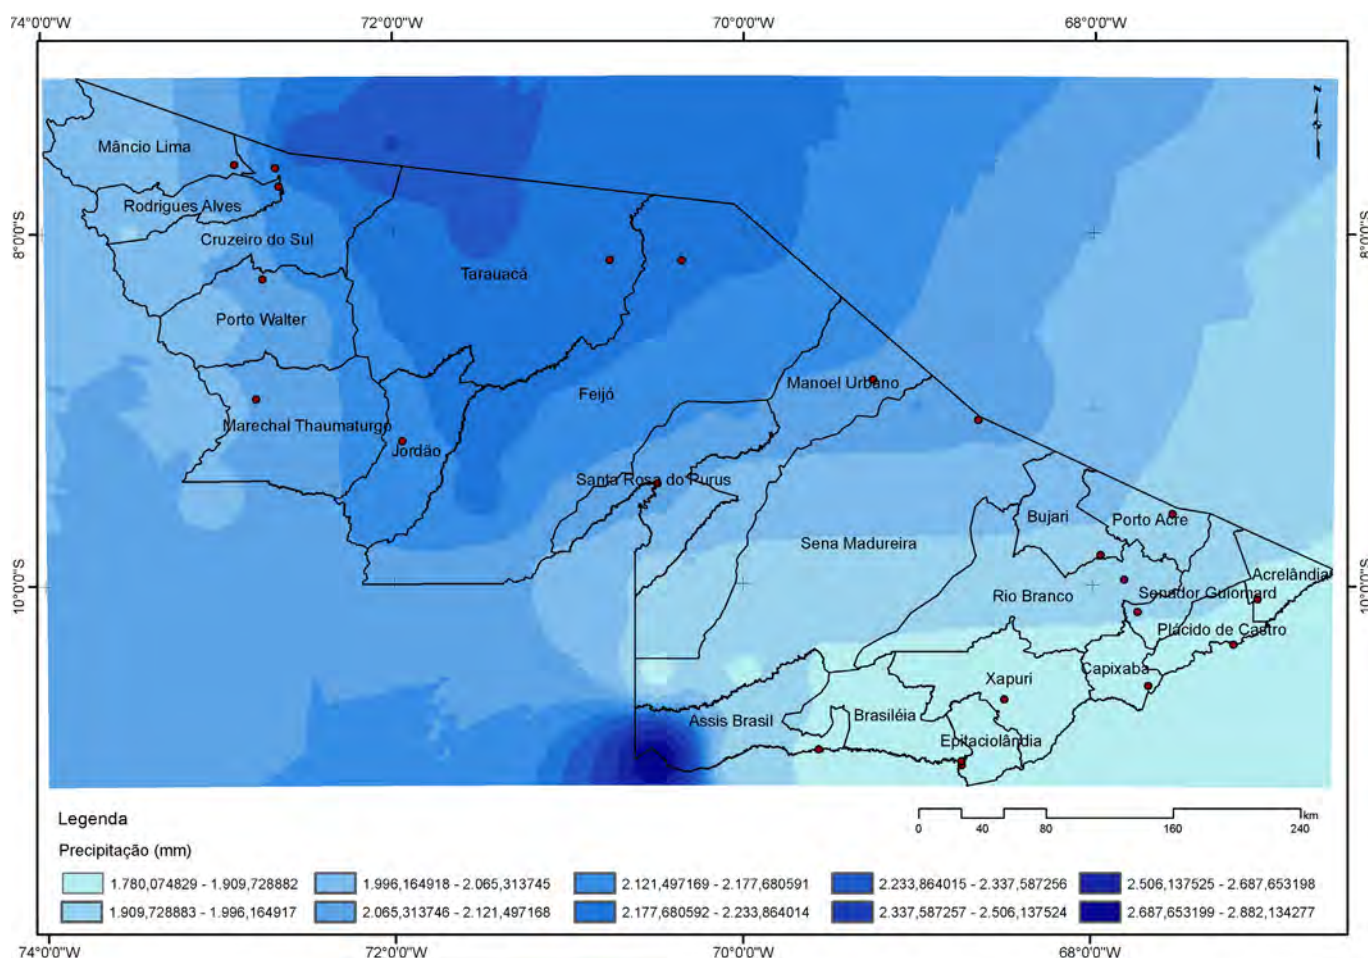 74°0'0"W 72°0'0"W 70°0'0"W 68°0'0"W
N
Mâncio Lima
Rodrigues Alves
8°0'0"S
Cruzeiro do Sul
8°0'0"S
Tarauacá
Porto Walter
Manoel Urbano
Feijó
Marechal Thaumaturgo
Jordão
Santa Rosa do Purus
Bujari
Porto Acre
Sena Madureira
10°0'0"S
Acrelândia
10°0'0"S
Rio Branco
Senador Guiomard
Plácido de Castro
Capixaba
Xapuri
Assis Brasil
Brasiléia
Epitaciolândia
Legenda
km
0 40 80 160 240
Precipitação (mm)
1.780,074829 - 1.909,728882 1.996,164918 - 2.065,313745 2.121,497169 - 2.177,680591 2.233,864015 - 2.337,587256 2.506,137525 - 2.687,653198
1.909,728883 - 1.996,164917 2.065,313746 - 2.121,497168 2.177,680592 - 2.233,864014 2.337,587257 - 2.506,137524 2.687,653199 - 2.882,134277
74°0'0"W 72°0'0"W 70°0'0"W 68°0'0"W